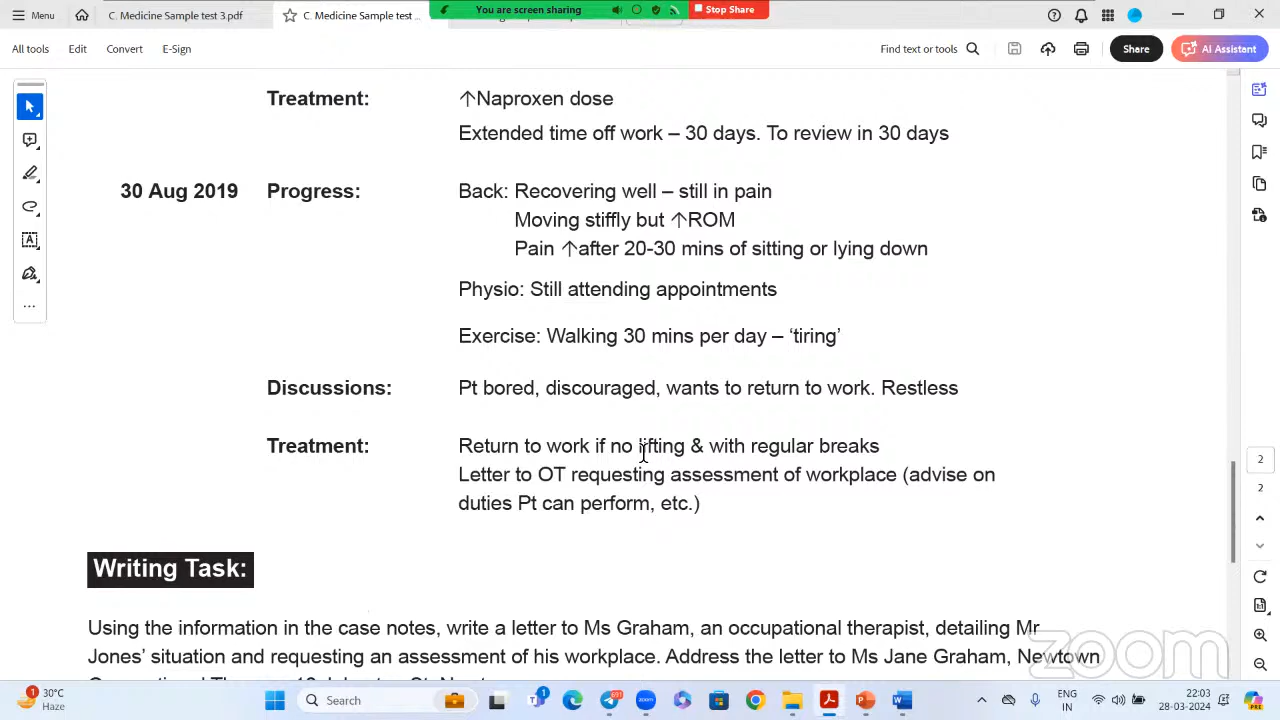 C. Medicine Sample test 3.pdf
C. Medicine Sample test ...
You are screen sharing
Stop Share
All tools Edit Convert E-Sign
Find text or tools
Share
AI Assistant
Treatment: ↑Naproxen dose
Extended time off work – 30 days. To review in 30 days
30 Aug 2019 Progress: Back: Recovering well – still in pain
Moving stiffly but ↑ROM
Pain ↑after 20-30 mins of sitting or lying down
Physio: Still attending appointments
Exercise: Walking 30 mins per day – ‘tiring’
Discussions: Pt bored, discouraged, wants to return to work. Restless
Treatment: Return to work if no lifting & with regular breaks
Letter to OT requesting assessment of workplace (advise on
duties Pt can perform, etc.)
2
2
Writing Task:
Using the information in the case notes, write a letter to Ms Graham, an occupational therapist, detailing Mr
Jones’ situation and requesting an assessment of his workplace. Address the letter to Ms Jane Graham, Newtown
zoom
1
30°C
Haze
Search
1
ENG
IN
22:03
28-03-2024